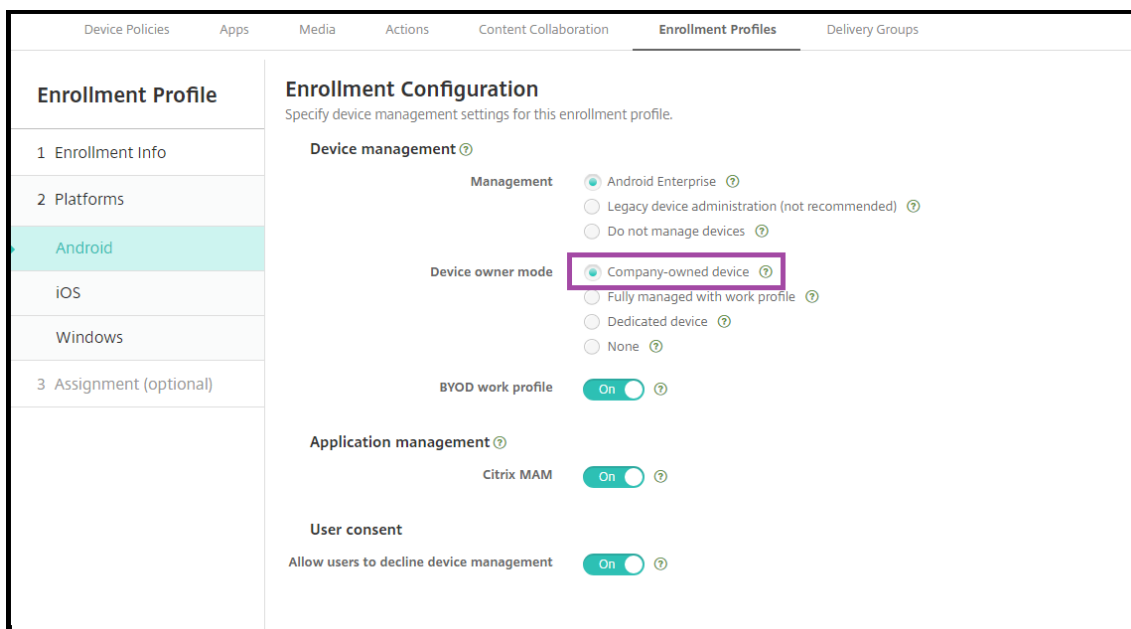 Device Policies Apps Media Actions Content Collaboration Enrollment Profiles Delivery Groups
Enrollment Profile
1 Enrollment Info
2 Platforms
Android
iOS
Windows
3 Assignment (optional)
Enrollment Configuration
Specify device management settings for this enrollment profile.
Device management ?
Management
Android Enterprise ?
Legacy device administration (not recommended) ?
Do not manage devices ?
Device owner mode
Company-owned device ?
Fully managed with work profile ?
Dedicated device ?
None ?
BYOD work profile On ?
Application management ?
Citrix MAM On ?
User consent
Allow users to decline device management On ?